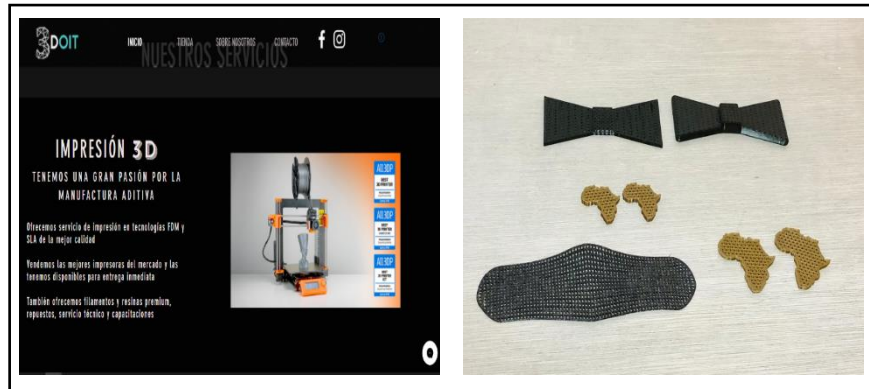 3DOIT
INICIO TIENDA SOBRE NOSOTROS CONTACTO
NUESTROS SERVICIOS
IMPRESIÓN 3D
TENEMOS UNA GRAN PASIÓN POR LA
MANUFACTURA ADITIVA
Ofrecemos servicio de impresión en tecnologías FDM y
SLA de la mejor calidad
Vendemos las mejores impresoras del mercado y las
tenemos disponibles para entrega inmediata
También ofrecemos filamentos y resinas premium,
repuestos, servicio técnico y capacitaciones